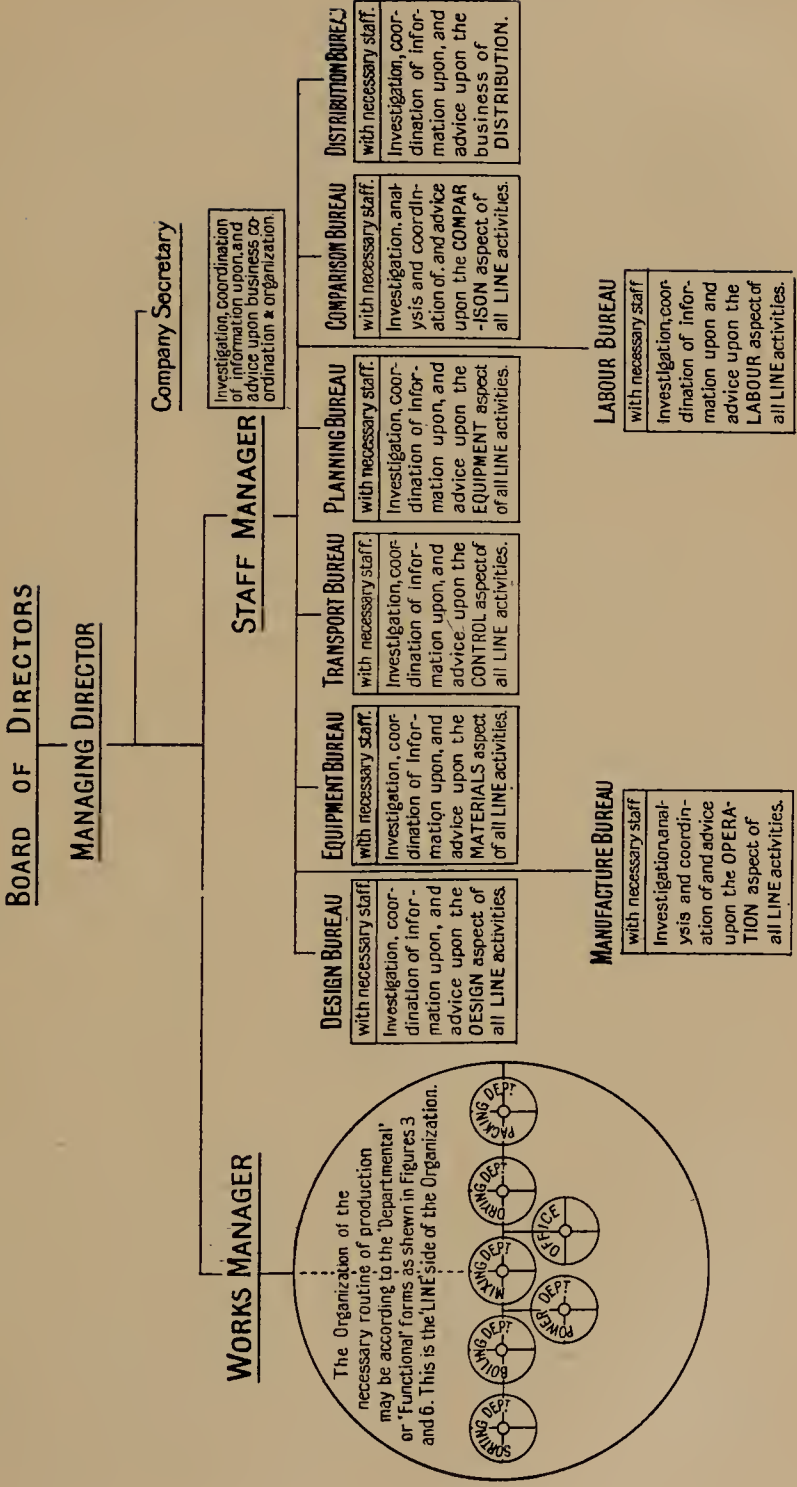 BOARD OF DIRECTORS
MANAGING DIRECTOR
Company Secretary
WORKS MANAGER
STAFF MANAGER
Investigation, coordination
of information upon, and
advice upon business co-
ordination & organization.
The Organization of the
necessary routine of production
may be according to the 'Departmental'
or 'Functional' forms as shewn in Figures 3
and 6. This is the 'LINE' side of the Organization.
SORTING DEPT
BOILING DEPT
MIXING DEPT
DRYING DEPT
PACKING DEPT
POWER DEPT
OFFICE
DESIGN BUREAU
with necessary staff
Investigation, coor-
dination of infor-
mation upon, and
advice upon the
OESIGN aspect of
all LINE activities.
EQUIPMENT BUREAU
with necessary staff.
Investigation, coor-
dination of Infor-
mation upon, and
advice upon the
MATERIALS aspect
of all LINE activities.
TRANSPORT BUREAU
with necessary staff.
Investigation, coor-
dination of infor-
mation upon, and
advice upon the
CONTROL aspect of
all LINE activities.
PLANNING BUREAU
with necessary staff.
Investigation, coor-
dination of infor-
mation upon, and
advice upon the
EQUIPMENT aspect
of all LINE activities.
COMPARISON BUREAU
with necessary staff.
Investigation, anal-
ysis and coordin-
ation of, and advice
upon the COMPAR
-ISON aspect of
all LINE activities.
DISTRIBUTION BUREAU
with necessary staff.
Investigation, coor-
dination of infor-
mation upon, and
advice upon the
business of
DISTRIBUTION.
MANUFACTURE BUREAU
with necessary staff
Investigation, anal-
ysis and coordin-
ation of and advice
upon the OPERA-
TION aspect of
all LINE activities.
LABOUR BUREAU
with necessary staff
Investigation, coor-
dination of infor-
mation upon and
advice upon the
LABOUR aspect of
all LINE activities.